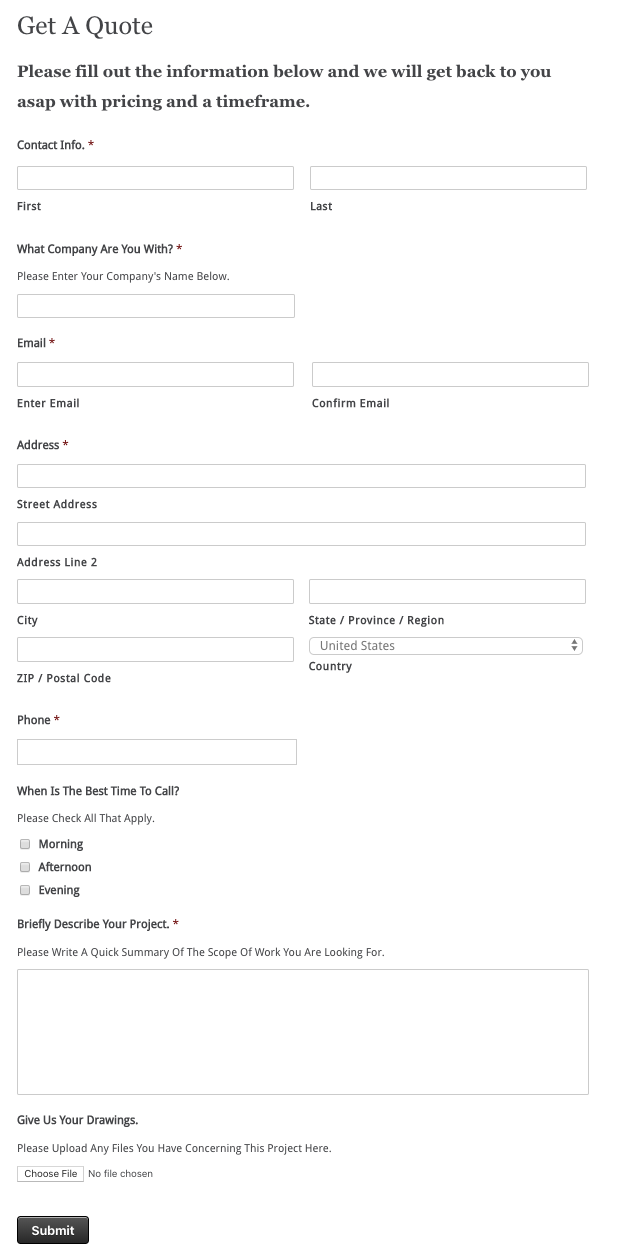 Get A Quote
Please fill out the information below and we will get back to you
asap with pricing and a timeframe.
Contact Info. *
First Last
What Company Are You With? *
Please Enter Your Company's Name Below.
Email *
Enter Email Confirm Email
Address *
Street Address
Address Line 2
City State / Province / Region
United States
ZIP / Postal Code Country
Phone *
When Is The Best Time To Call?
Please Check All That Apply.
Morning
Afternoon
Evening
Briefly Describe Your Project. *
Please Write A Quick Summary Of The Scope Of Work You Are Looking For.
Give Us Your Drawings.
Please Upload Any Files You Have Concerning This Project Here.
Choose File No file chosen
Submit